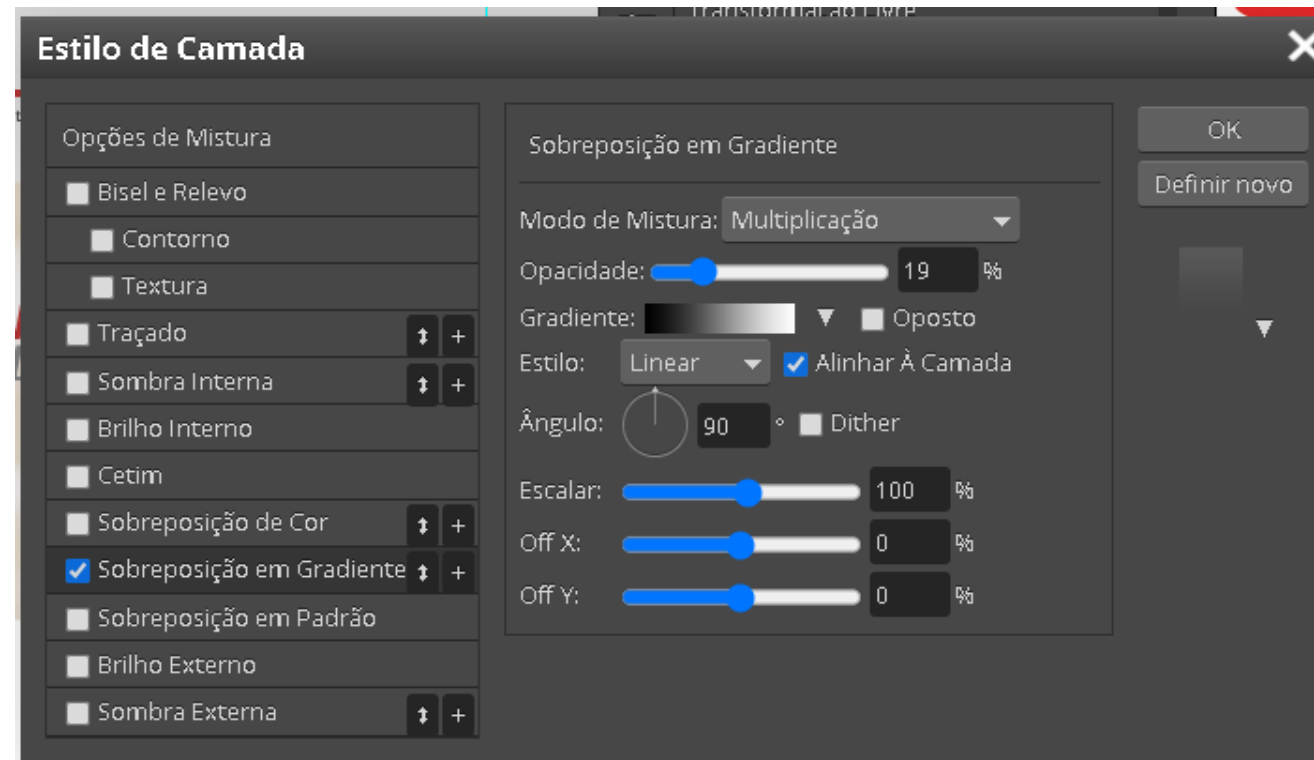 Transformação Livre
Estilo de Camada
Opções de Mistura
Bisel e Relevo
Contorno
Textura
Traçado
+
Sombra Interna
+
Brilho Interno
Cetim
Sobreposição de Cor
+
Sobreposição em Gradiente
+
Sobreposição em Padrão
Brilho Externo
Sombra Externa
+
Sobreposição em Gradiente
Modo de Mistura: Multiplicação
Opacidade: 19 %
Gradiente: Oposto
Estilo: Linear Alinhar À Camada
Ângulo: 90 ° Dither
Escalar: 100 %
Off X: 0 %
Off Y: 0 %
OK
Definir novo